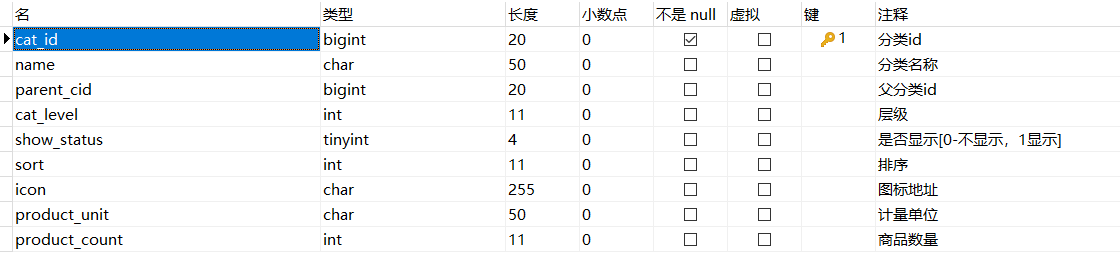 名 类型 长度 小数点 不是 null 虚拟 键 注释
cat_id bigint 20 0 1 分类id
name char 50 0 分类名称
parent_cid bigint 20 0 父分类id
cat_level int 11 0 层级
show_status tinyint 4 0 是否显示[0-不显示，1显示]
sort int 11 0 排序
icon char 255 0 图标地址
product_unit char 50 0 计量单位
product_count int 11 0 商品数量